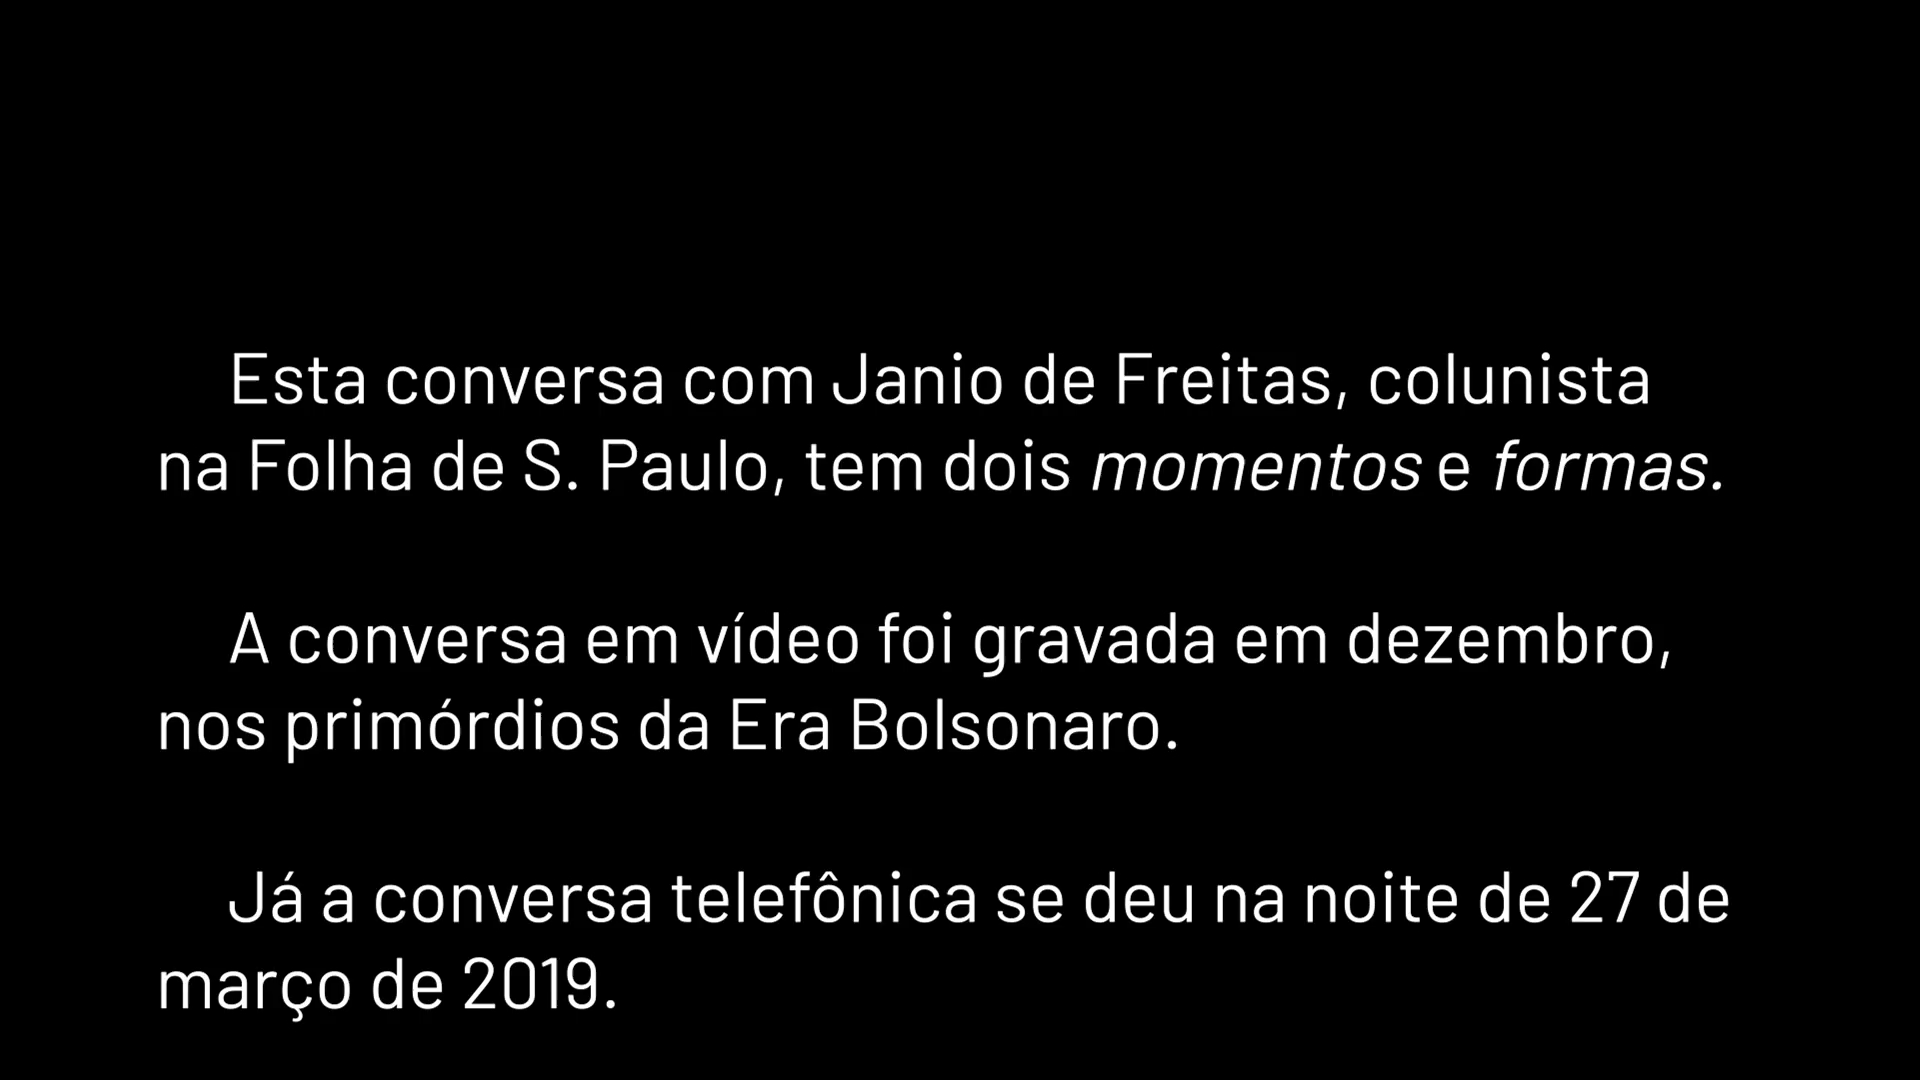 Esta conversa com Janio de Freitas, colunista
na Folha de S. Paulo, tem dois momentos e formas.
A conversa em vídeo foi gravada em dezembro,
nos primórdios da Era Bolsonaro.
Já a conversa telefônica se deu na noite de 27 de
março de 2019.